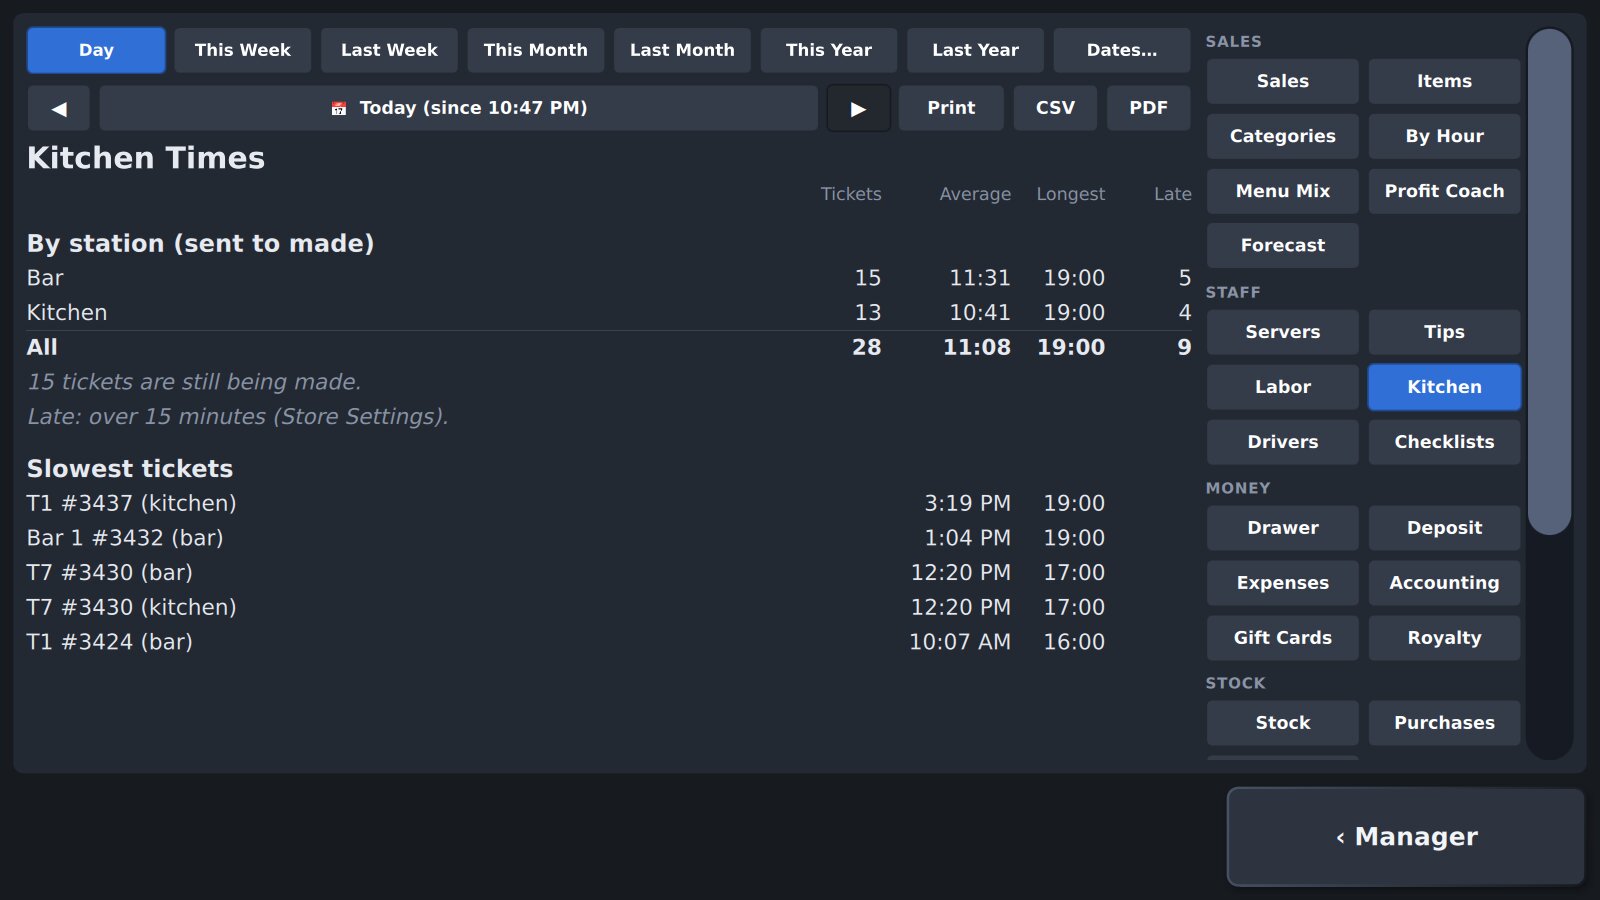 Day This Week Last Week This Month Last Month This Year Last Year Dates...
◀ 📅 Today (since 10:47 PM) ▶ Print CSV PDF
Kitchen Times
Tickets Average Longest Late
By station (sent to made)
Bar 15 11:31 19:00 5
Kitchen 13 10:41 19:00 4
All 28 11:08 19:00 9
15 tickets are still being made.
Late: over 15 minutes (Store Settings).
Slowest tickets
T1 #3437 (kitchen) 3:19 PM 19:00
Bar 1 #3432 (bar) 1:04 PM 19:00
T7 #3430 (bar) 12:20 PM 17:00
T7 #3430 (kitchen) 12:20 PM 17:00
T1 #3424 (bar) 10:07 AM 16:00
SALES
Sales Items
Categories By Hour
Menu Mix Profit Coach
Forecast
STAFF
Servers Tips
Labor Kitchen
Drivers Checklists
MONEY
Drawer Deposit
Expenses Accounting
Gift Cards Royalty
STOCK
Stock Purchases
‹ Manager